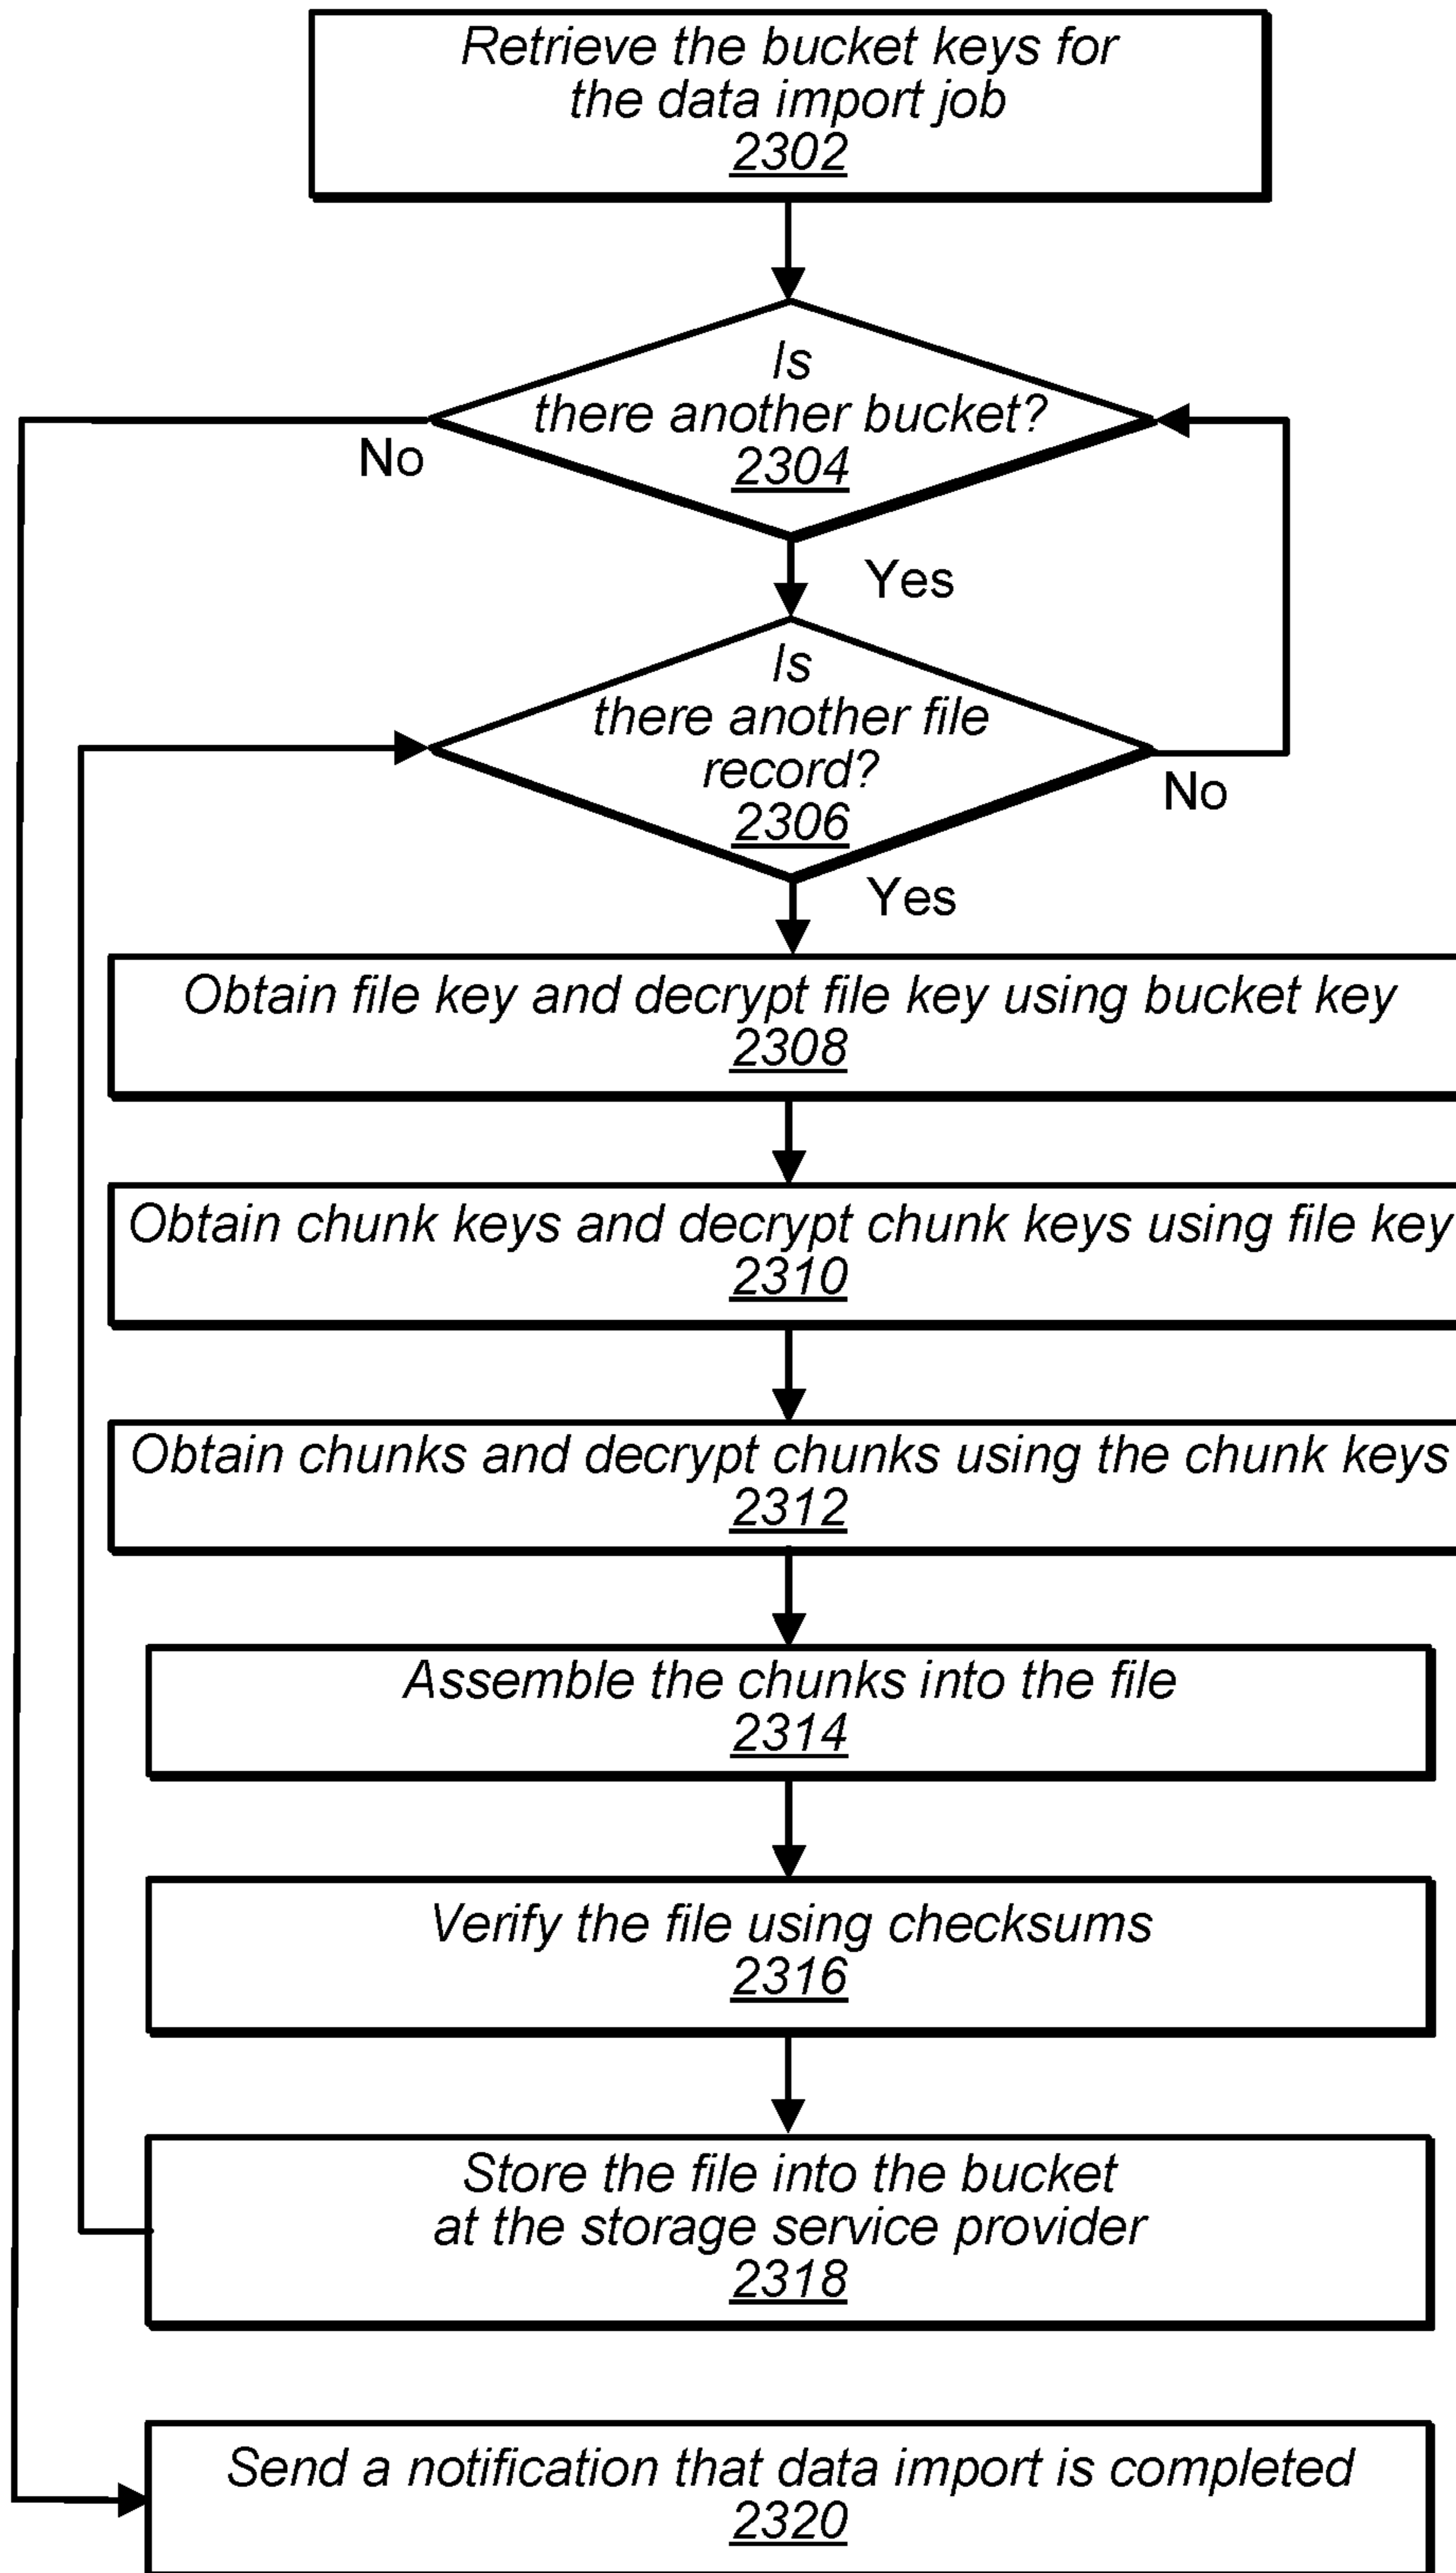 Retrieve the bucket keys for
the data import job
2302
Is
there another bucket?
2304
No
Yes
Is
there another file
record?
2306
No
Yes
Obtain file key and decrypt file key using bucket key
2308
Obtain chunk keys and decrypt chunk keys using file key
2310
Obtain chunks and decrypt chunks using the chunk keys
2312
Assemble the chunks into the file
2314
Verify the file using checksums
2316
Store the file into the bucket
at the storage service provider
2318
Send a notification that data import is completed
2320